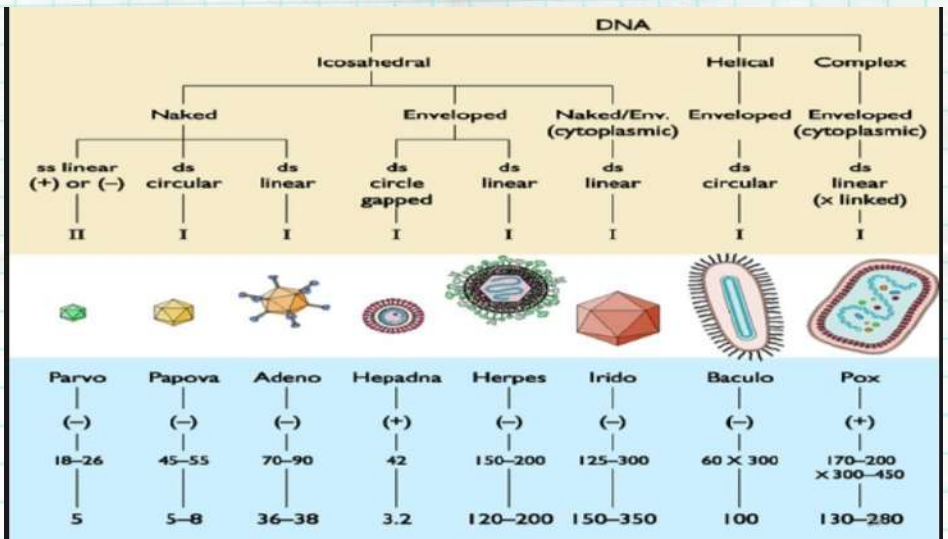 DNA
Icosahedral Helical Complex
Naked Enveloped Naked/Env. Enveloped Enveloped
(cytoplasmic) (cytoplasmic)
ss linear ds ds ds ds ds ds ds
(+) or (−) circular linear circle linear linear circular linear
gapped (x linked)
II I I I I I I I
Parvo Papova Adeno Hepadna Herpes Irido Baculo Pox
(−) (−) (−) (+) (−) (−) (−) (+)
18–26 45–55 70–90 42 150–200 125–300 60 X 300 170–200
X 300–450
5 5–8 36–38 3.2 120–200 150–350 100 130–280